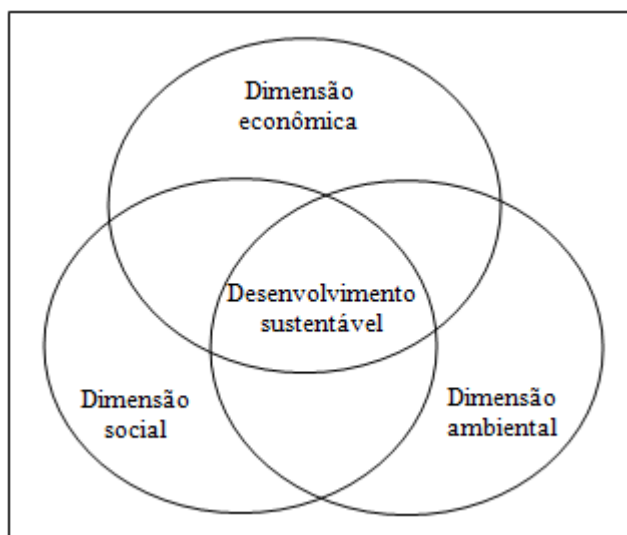 Dimensão
econômica
Desenvolvimento
sustentável
Dimensão
social
Dimensão
ambiental